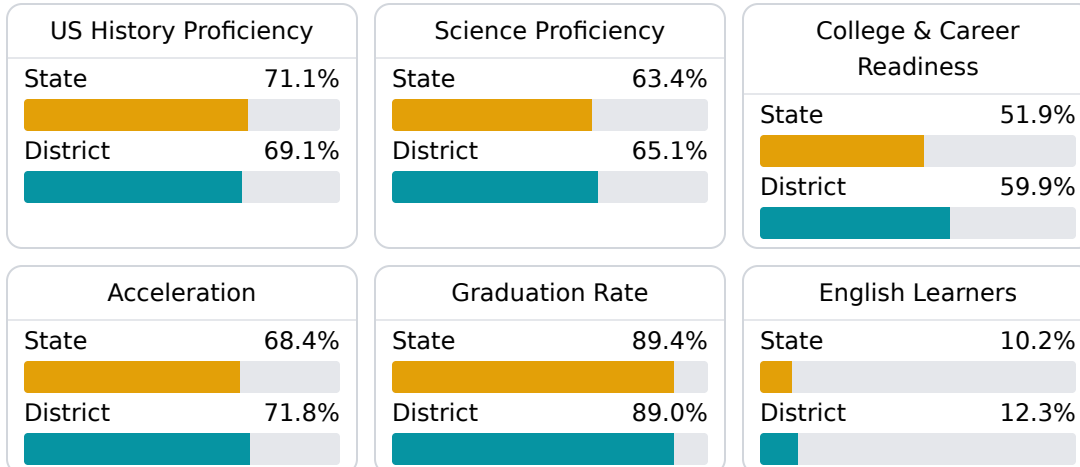 US History Proficiency
State 71.1%
District 69.1%
Science Proficiency
State 63.4%
District 65.1%
College & Career
Readiness
State 51.9%
District 59.9%
Acceleration
State 68.4%
District 71.8%
Graduation Rate
State 89.4%
District 89.0%
English Learners
State 10.2%
District 12.3%